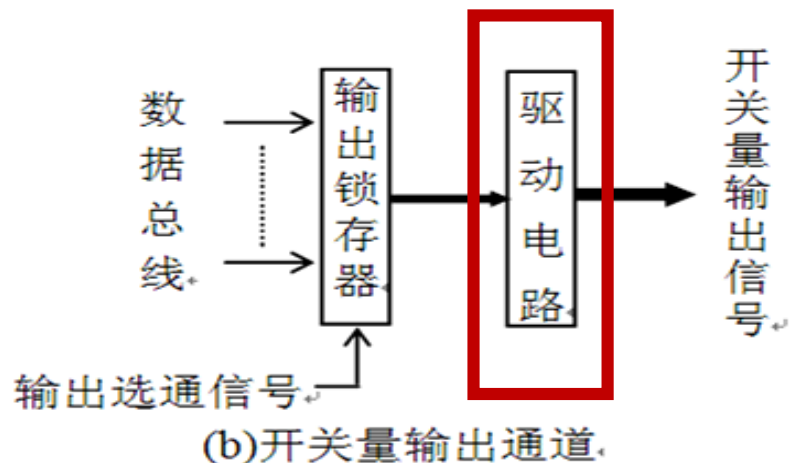 数据总线
输出锁存器
驱动电路
开关量输出信号
输出选通信号
(b)开关量输出通道